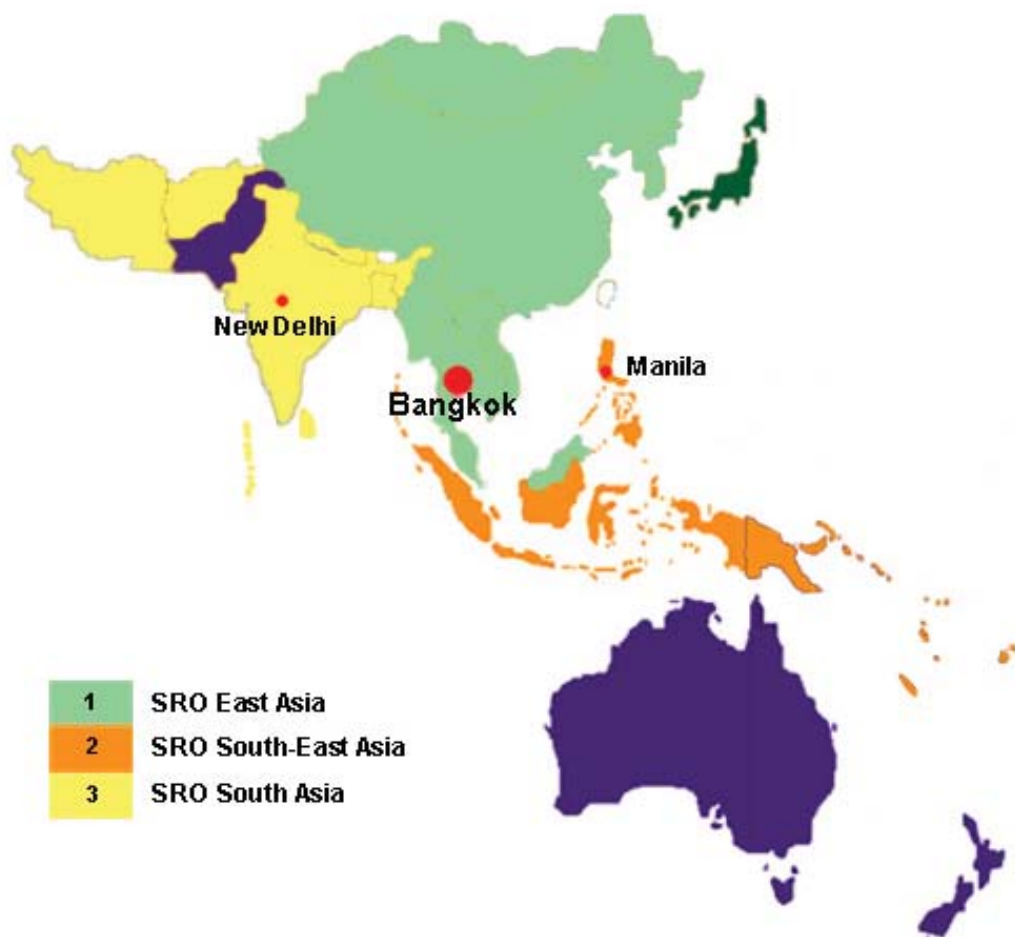 New Delhi
Manila
Bangkok
1 SRO East Asia
2 SRO South-East Asia
3 SRO South Asia